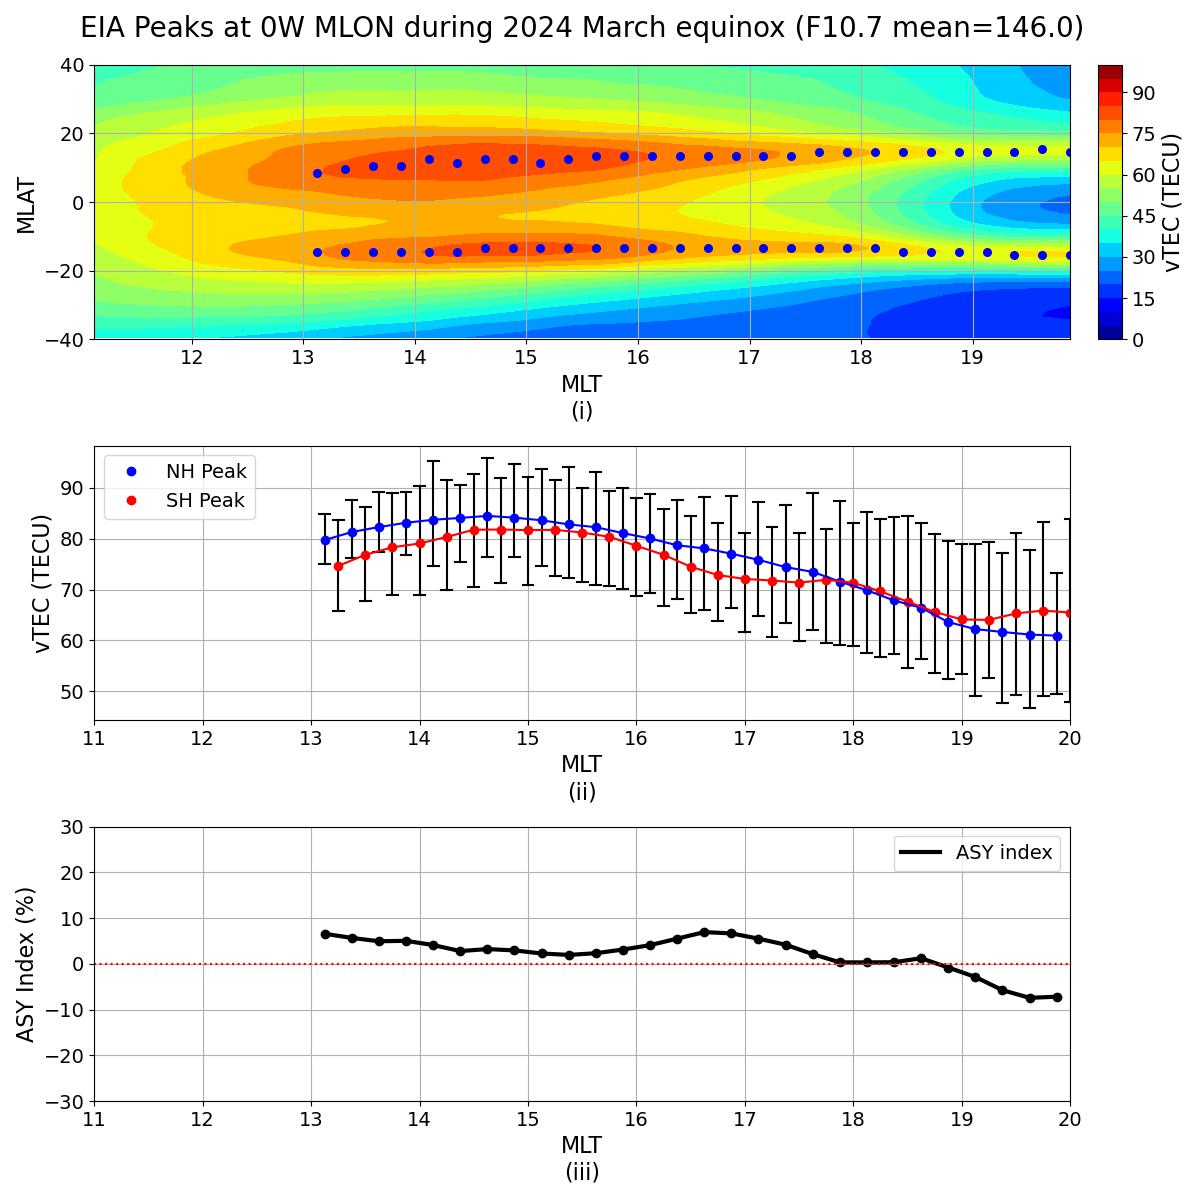 EIA Peaks at 0W MLON during 2024 March equinox (F10.7 mean=146.0)
40
20
0
−20
−40
MLAT
12 13 14 15 16 17 18 19
MLT
(i)
90
75
60
45
30
15
0
vTEC (TECU)
NH Peak
SH Peak
90
80
70
60
50
vTEC (TECU)
11 12 13 14 15 16 17 18 19 20
MLT
(ii)
ASY index
30
20
10
0
−10
−20
−30
ASY Index (%)
11 12 13 14 15 16 17 18 19 20
MLT
(iii)